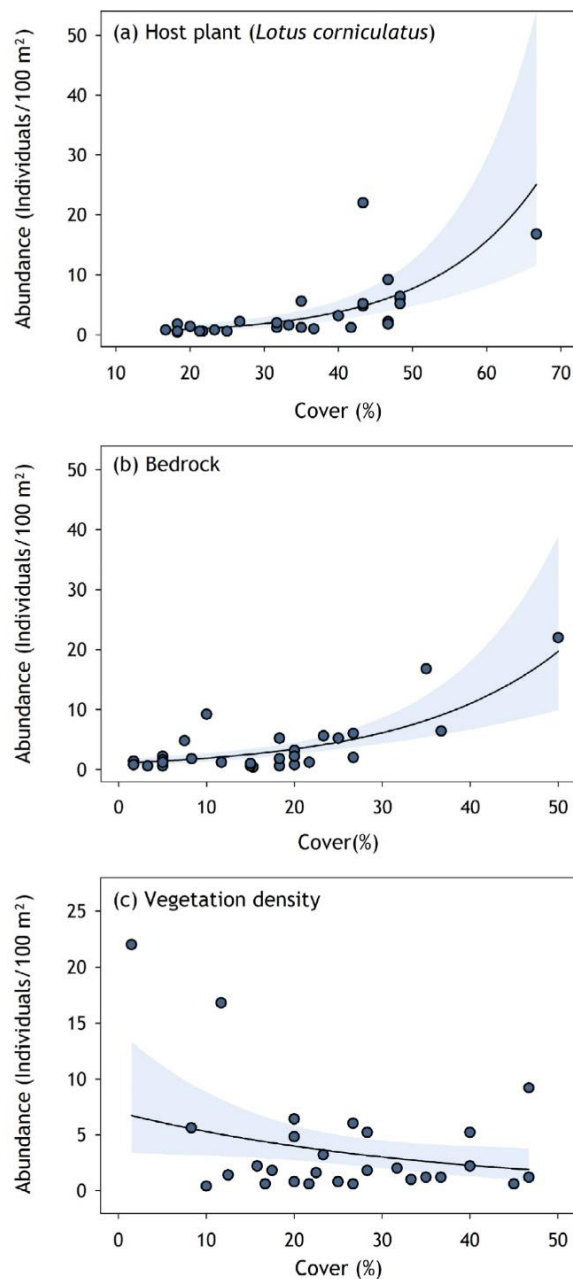 (a) Host plant (Lotus corniculatus)
Abundance (Individuals/100 m²)
50
40
30
20
10
0
10 20 30 40 50 60 70
Cover (%)
(b) Bedrock
Abundance (Individuals/100 m²)
50
40
30
20
10
0
0 10 20 30 40 50
Cover(%)
(c) Vegetation density
Abundance (Individuals/100 m²)
25
20
15
10
5
0
0 10 20 30 40 50
Cover (%)